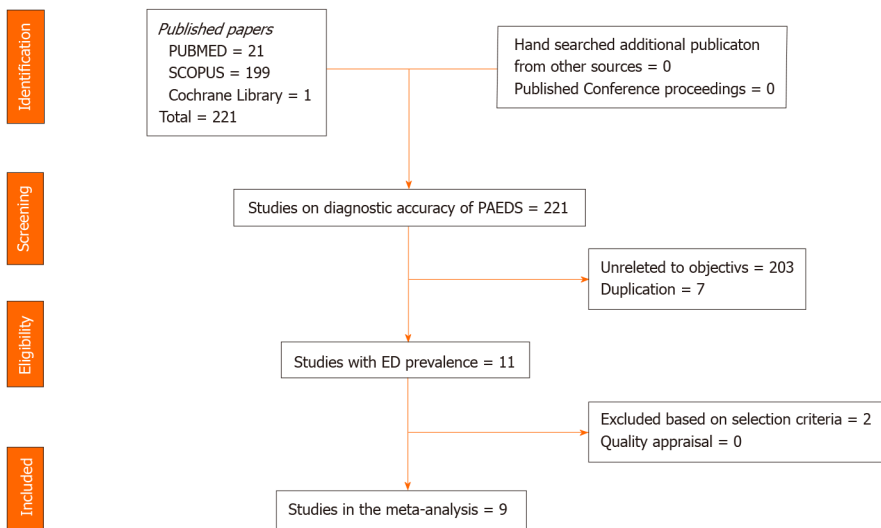 Identification
Published papers
PUBMED = 21
SCOPUS = 199
Cochrane Library = 1
Total = 221
Hand searched additional publicaton
from other sources = 0
Published Conference proceedings = 0
Screening
Studies on diagnostic accuracy of PAEDS = 221
Unreleted to objectivs = 203
Duplication = 7
Eligibility
Studies with ED prevalence = 11
Excluded based on selection criteria = 2
Quality appraisal = 0
Included
Studies in the meta-analysis = 9